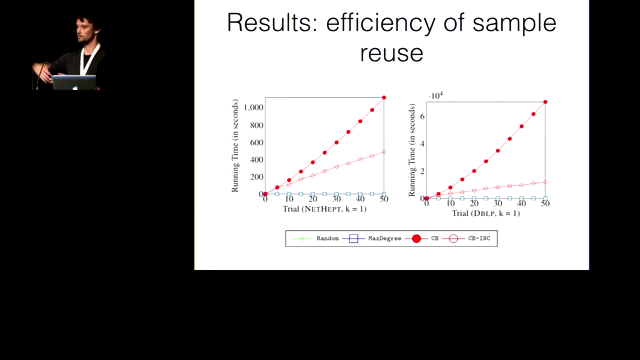 Results: efficiency of sample
reuse
Running Time (in seconds)
1,000
800
600
400
200
0
0 10 20 30 40 50
Trial (NETHEPT, k = 1)
·10⁴
Running Time (in seconds)
6
4
2
0
0 10 20 30 40 50
Trial (DBLP, k = 1)
Random MaxDegree CB CB-INC